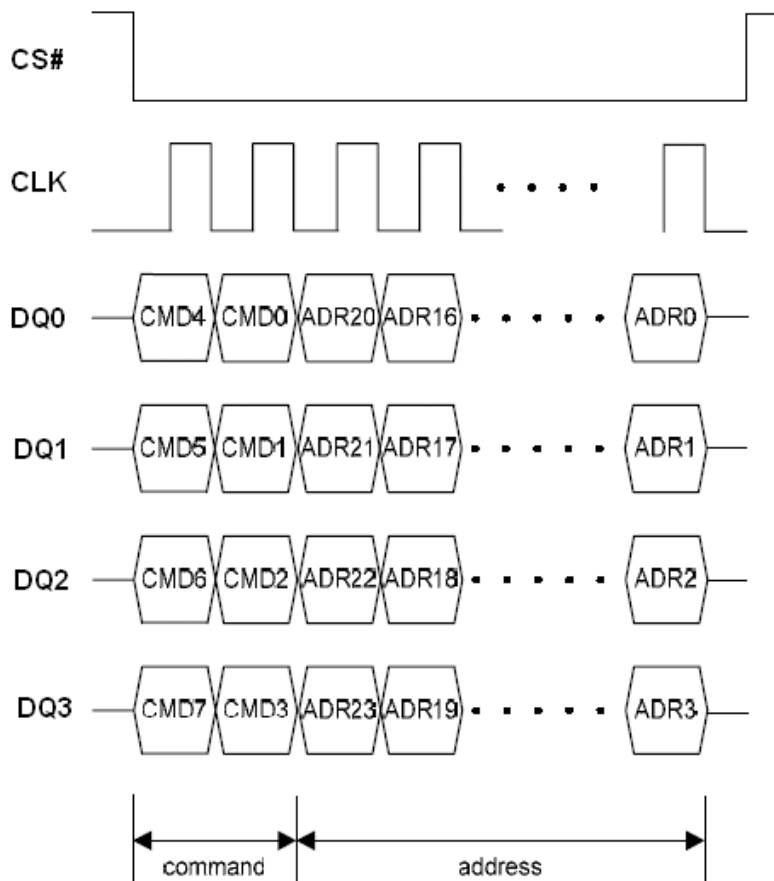 CS#
CLK
DQ0 CMD4 CMD0 ADR20 ADR16 ADR0
DQ1 CMD5 CMD1 ADR21 ADR17 ADR1
DQ2 CMD6 CMD2 ADR22 ADR18 ADR2
DQ3 CMD7 CMD3 ADR23 ADR19 ADR3
command address